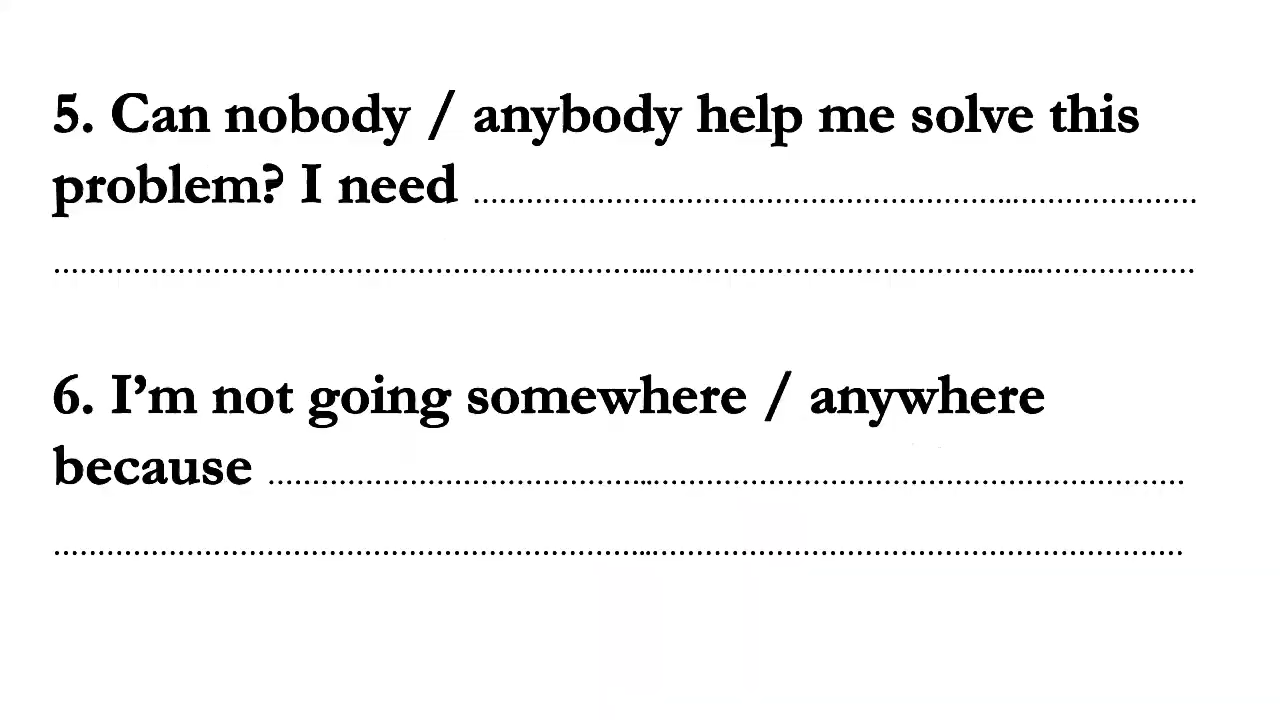 5. Can nobody / anybody help me solve this
problem? I need ................................................................................
................................................................................................................................
6. I’m not going somewhere / anywhere
because ......................................................................................................
................................................................................................................................